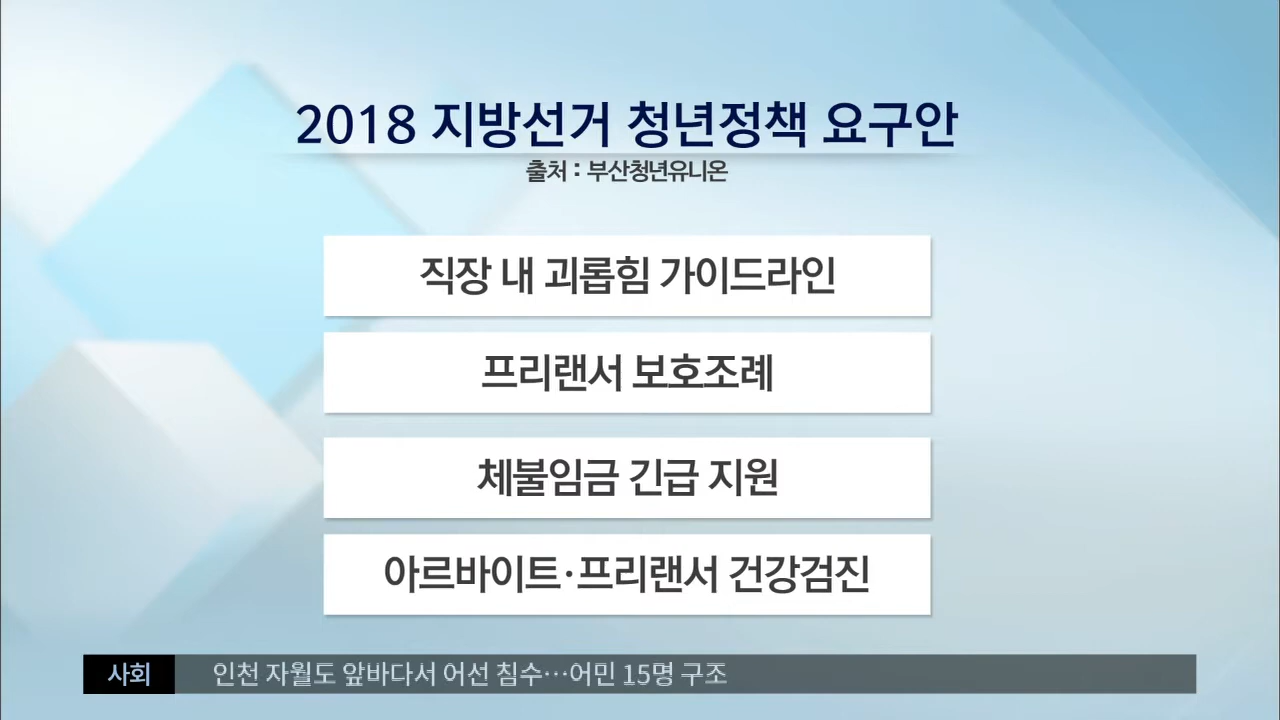 2018 지방선거 청년정책 요구안
출처 : 부산청년유니온
직장 내 괴롭힘 가이드라인
프리랜서 보호조례
체불임금 긴급 지원
아르바이트·프리랜서 건강검진
사회 인천 자월도 앞바다서 어선 침수…어민 15명 구조